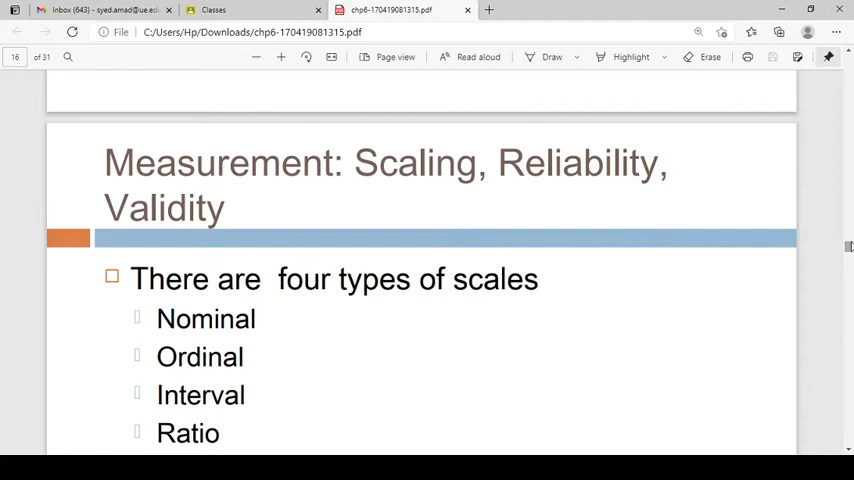 Inbox (643) - syed.amad@ue.ed
Classes
chp6-170419081315.pdf
File
C:/Users/Hp/Downloads/chp6-170419081315.pdf
16 of 31
Page view
Read aloud
Draw
Highlight
Erase
Measurement: Scaling, Reliability,
Validity
There are four types of scales
Nominal
Ordinal
Interval
Ratio